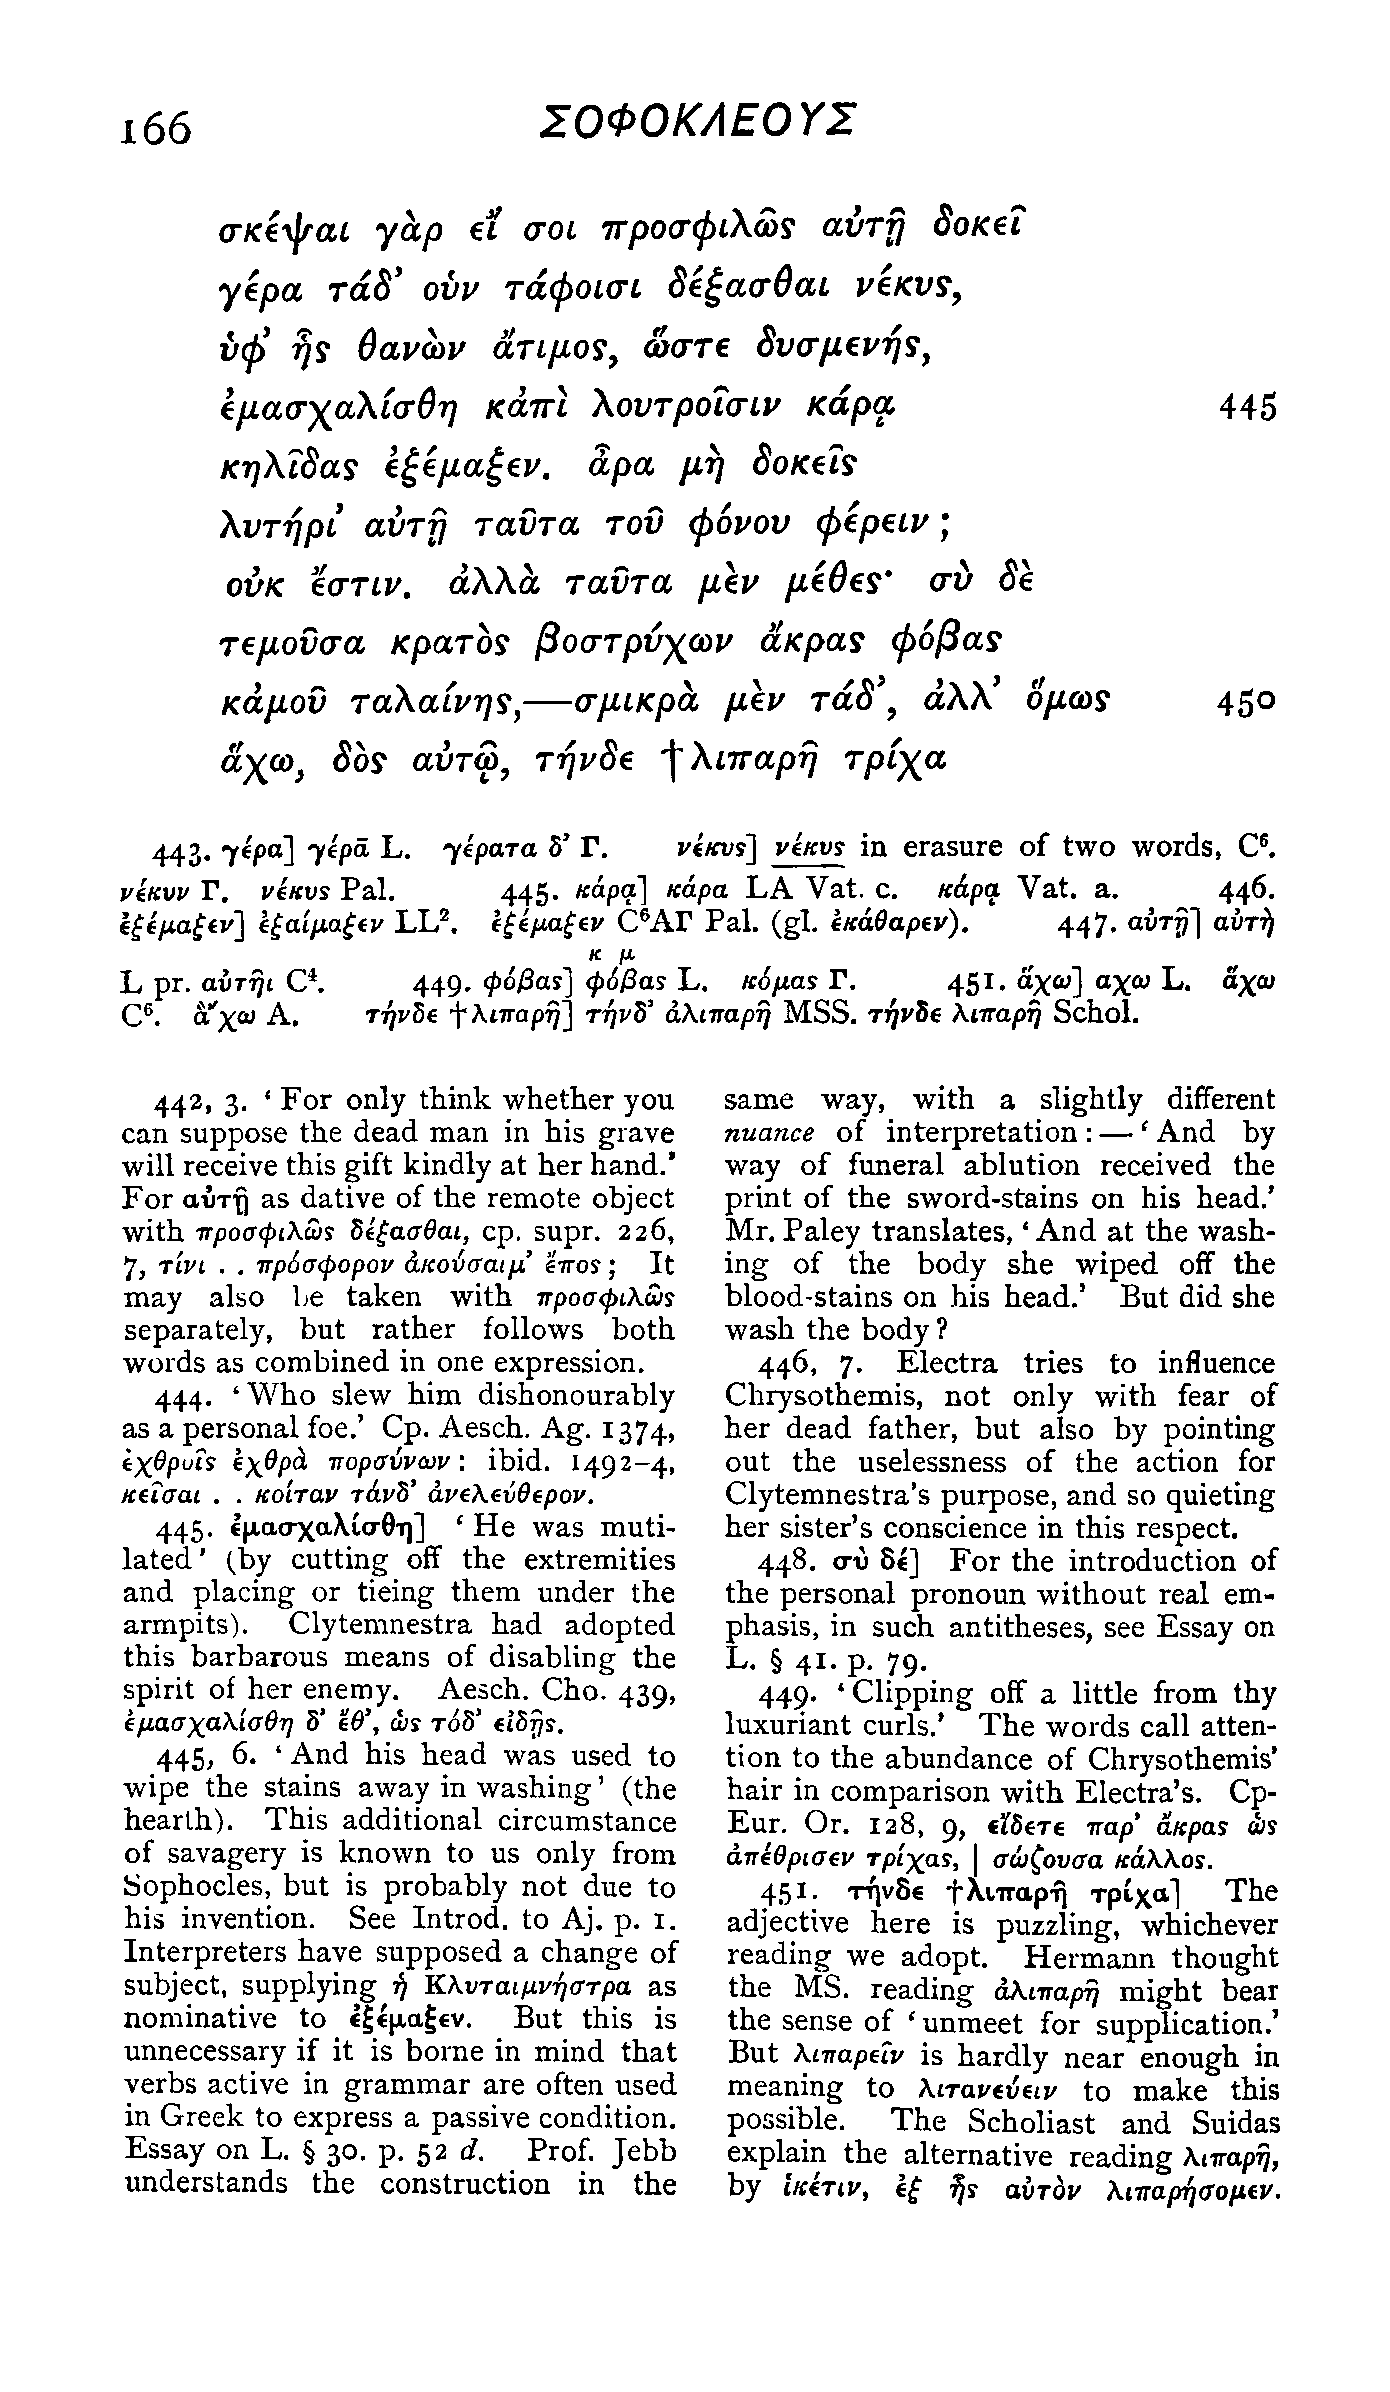 166
ΣΟΦΟΚΛΕΟΥΣ
σκέψαι γὰρ εἴ σοι προσφιλῶς αὐτῇ δοκεῖ
γέρα τάδ’ οὑν τάφοισι δέξασθαι νέκυς,
ὑφ’ ἧς θανὼν ἄτιμος, ὥστε δυσμενής,
ἐμασχαλίσθη κἀπὶ λουτροῖσιν κάρᾳ 445
κηλῖδας ἐξέμαξεν. ἆρα μὴ δοκεῖς
λυτήρι’ αὐτῇ ταῦτα τοῦ φόνου φέρειν ;
οὐκ ἔστιν. ἀλλὰ ταῦτα μὲν μέθες· σὺ δὲ
τεμοῦσα κρατὸς βοστρύχων ἄκρας φόβας
κἀμοῦ ταλαίνης,—σμικρὰ μὲν τάδ’, ἀλλ’ ὅμως 450
ἅχω, δὸς αὐτῷ, τήνδε †λιπαρῆ τρίχα
443. γέρα] γέρᾱ L. γέρατα δ’ Γ. νέκυς] νέκυς in erasure of two words, C⁶.
νέκυν Γ. νέκυς Pal. 445. κάρᾳ] κάρα LA Vat. c. κάρᾳ Vat. a. 446.
ἐξέμαξεν] ἐξαίμαξεν LL². ἐξέμαξεν C⁶AΓ Pal. (gl. ἐκάθαρεν). 447. αὐτῇ] αὐτὴ
κ μ
L pr. αὐτῆι C⁴. 449. φόβας] φόβας L. κόμας Γ. 451. ἅχω] αχω L. ἅχω
C⁶. ἃ"χω A. τήνδε †λιπαρῆ] τήνδ’ ἀλιπαρῆ MSS. τήνδε λιπαρῆ Schol.
442, 3. ‘For only think whether you
can suppose the dead man in his grave
will receive this gift kindly at her hand.’
For αὐτῇ as dative of the remote object
with προσφιλῶς δέξασθαι, cp. supr. 226,
7, τίνι . . πρόσφορον ἀκούσαιμ’ ἔπος ; It
may also be taken with προσφιλῶς
separately, but rather follows both
words as combined in one expression.
444. ‘Who slew him dishonourably
as a personal foe.’ Cp. Aesch. Ag. 1374,
ἐχθροῖς ἐχθρὰ πορσύνων : ibid. 1492–4,
κεῖσαι . . κοίταν τάνδ’ ἀνελεύθερον.
445. ἐμασχαλίσθη] ‘He was muti-
lated’ (by cutting off the extremities
and placing or tieing them under the
armpits). Clytemnestra had adopted
this barbarous means of disabling the
spirit of her enemy. Aesch. Cho. 439,
ἐμασχαλίσθη δ’ ἔθ’, ὡς τόδ’ εἰδῇς.
445, 6. ‘And his head was used to
wipe the stains away in washing’ (the
hearth). This additional circumstance
of savagery is known to us only from
Sophocles, but is probably not due to
his invention. See Introd. to Aj. p. 1.
Interpreters have supposed a change of
subject, supplying ἡ Κλυταιμνήστρα as
nominative to ἐξέμαξεν. But this is
unnecessary if it is borne in mind that
verbs active in grammar are often used
in Greek to express a passive condition.
Essay on L. § 30. p. 52 d. Prof. Jebb
understands the construction in the
same way, with a slightly different
nuance of interpretation :—‘And by
way of funeral ablution received the
print of the sword-stains on his head.’
Mr. Paley translates, ‘And at the wash-
ing of the body she wiped off the
blood-stains on his head.’ But did she
wash the body?
446, 7. Electra tries to influence
Chrysothemis, not only with fear of
her dead father, but also by pointing
out the uselessness of the action for
Clytemnestra’s purpose, and so quieting
her sister’s conscience in this respect.
448. σὺ δέ] For the introduction of
the personal pronoun without real em-
phasis, in such antitheses, see Essay on
L. § 41. p. 79.
449. ‘Clipping off a little from thy
luxuriant curls.’ The words call atten-
tion to the abundance of Chrysothemis’
hair in comparison with Electra’s. Cp.
Eur. Or. 128, 9, εἴδετε παρ’ ἄκρας ὡς
ἀπέθρισεν τρίχας, | σώζουσα κάλλος.
451. τήνδε †λιπαρῆ τρίχα] The
adjective here is puzzling, whichever
reading we adopt. Hermann thought
the MS. reading ἀλιπαρῆ might bear
the sense of ‘unmeet for supplication.’
But λιπαρεῖν is hardly near enough in
meaning to λιτανεύειν to make this
possible. The Scholiast and Suidas
explain the alternative reading λιπαρῆ,
by ἱκέτιν, ἐξ ἧς αὐτὸν λιπαρήσομεν.